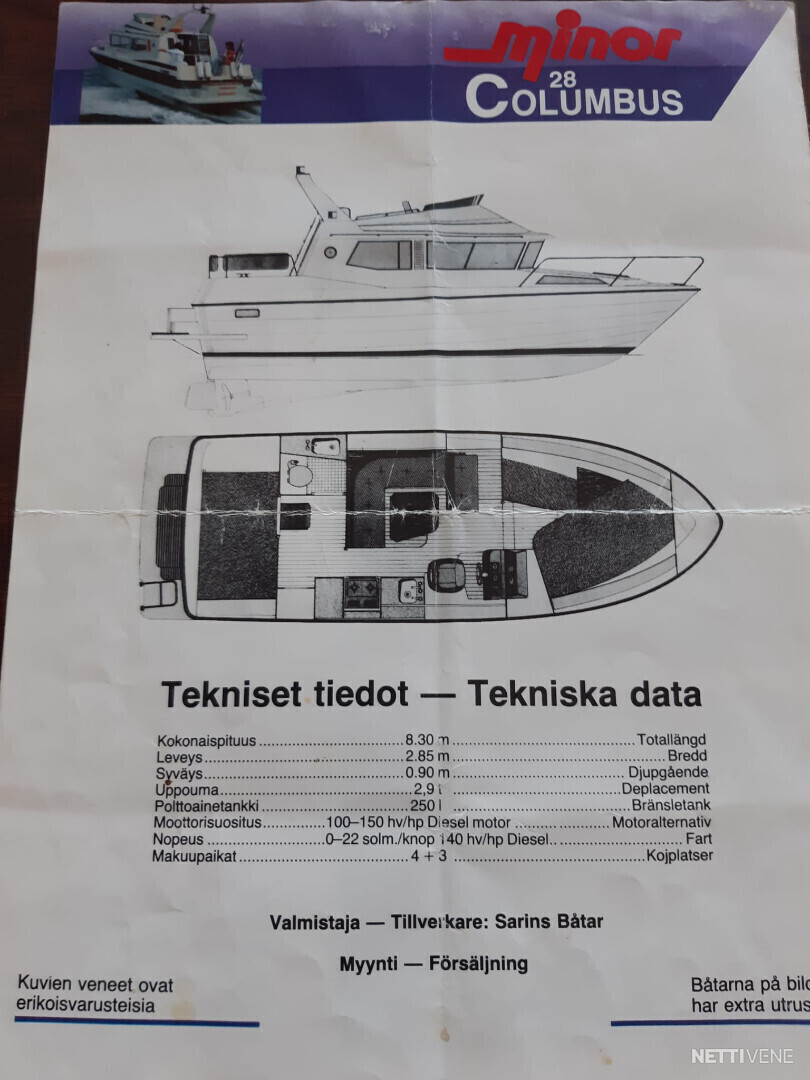 minor
28
COLUMBUS
Tekniset tiedot — Tekniska data
Kokonaispituus ........ 8.30 m ........ Totallängd
Leveys ........ 2.85 m ........ Bredd
Syväys ........ 0.90 m ........ Djupgående
Uppouma ........ 2,9 t ........ Deplacement
Polttoainetankki ........ 250 l ........ Bränsletank
Moottorisuositus ........ 100–150 hv/hp Diesel motor ........ Motoralternativ
Nopeus ........ 0–22 solm./knop 140 hv/hp Diesel ........ Fart
Makuupaikat ........ 4 + 3 ........ Kojplatser
Valmistaja — Tillverkare: Sarins Båtar
Myynti — Försäljning
Kuvien veneet ovat
erikoisvarusteisia
Båtarna på
har extra
NETTIVENE